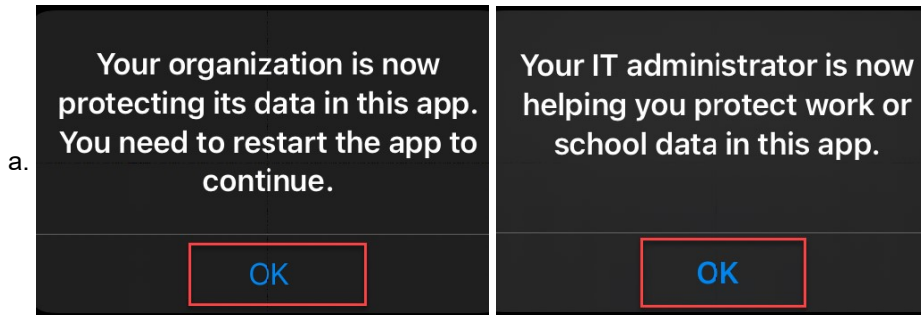 a.
Your organization is now
protecting its data in this app.
You need to restart the app to
continue.
OK
Your IT administrator is now
helping you protect work or
school data in this app.
OK